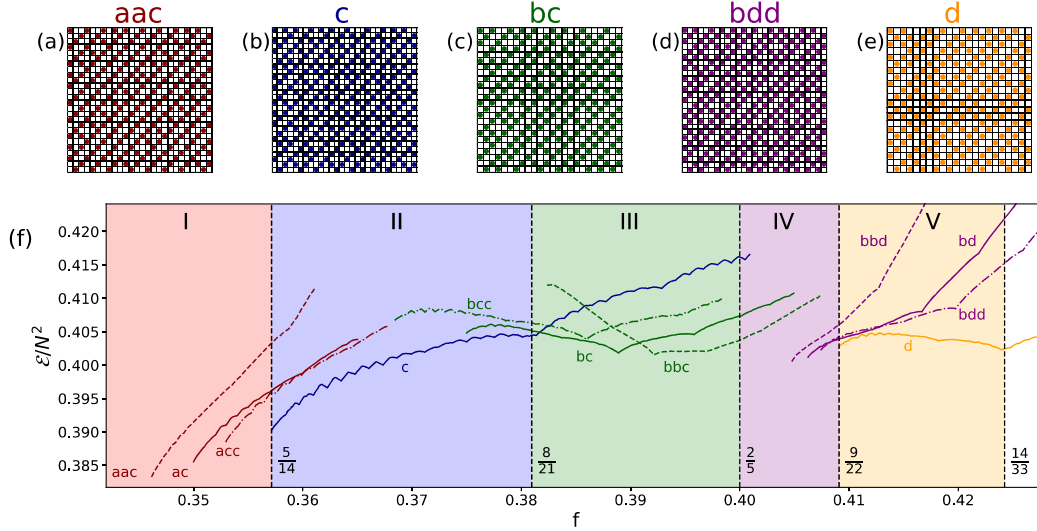 aac c bc bdd d
(a) (b) (c) (d) (e)
(f)
I II III IV V
0.420
0.415
0.410
0.405
0.400
0.395
0.390
0.385
ℰ/N²
aac ac acc c bcc bc bbc bbd bd bdd d
5/14 8/21 2/5 9/22 14/33
0.35 0.36 0.37 0.38 0.39 0.40 0.41 0.42
f